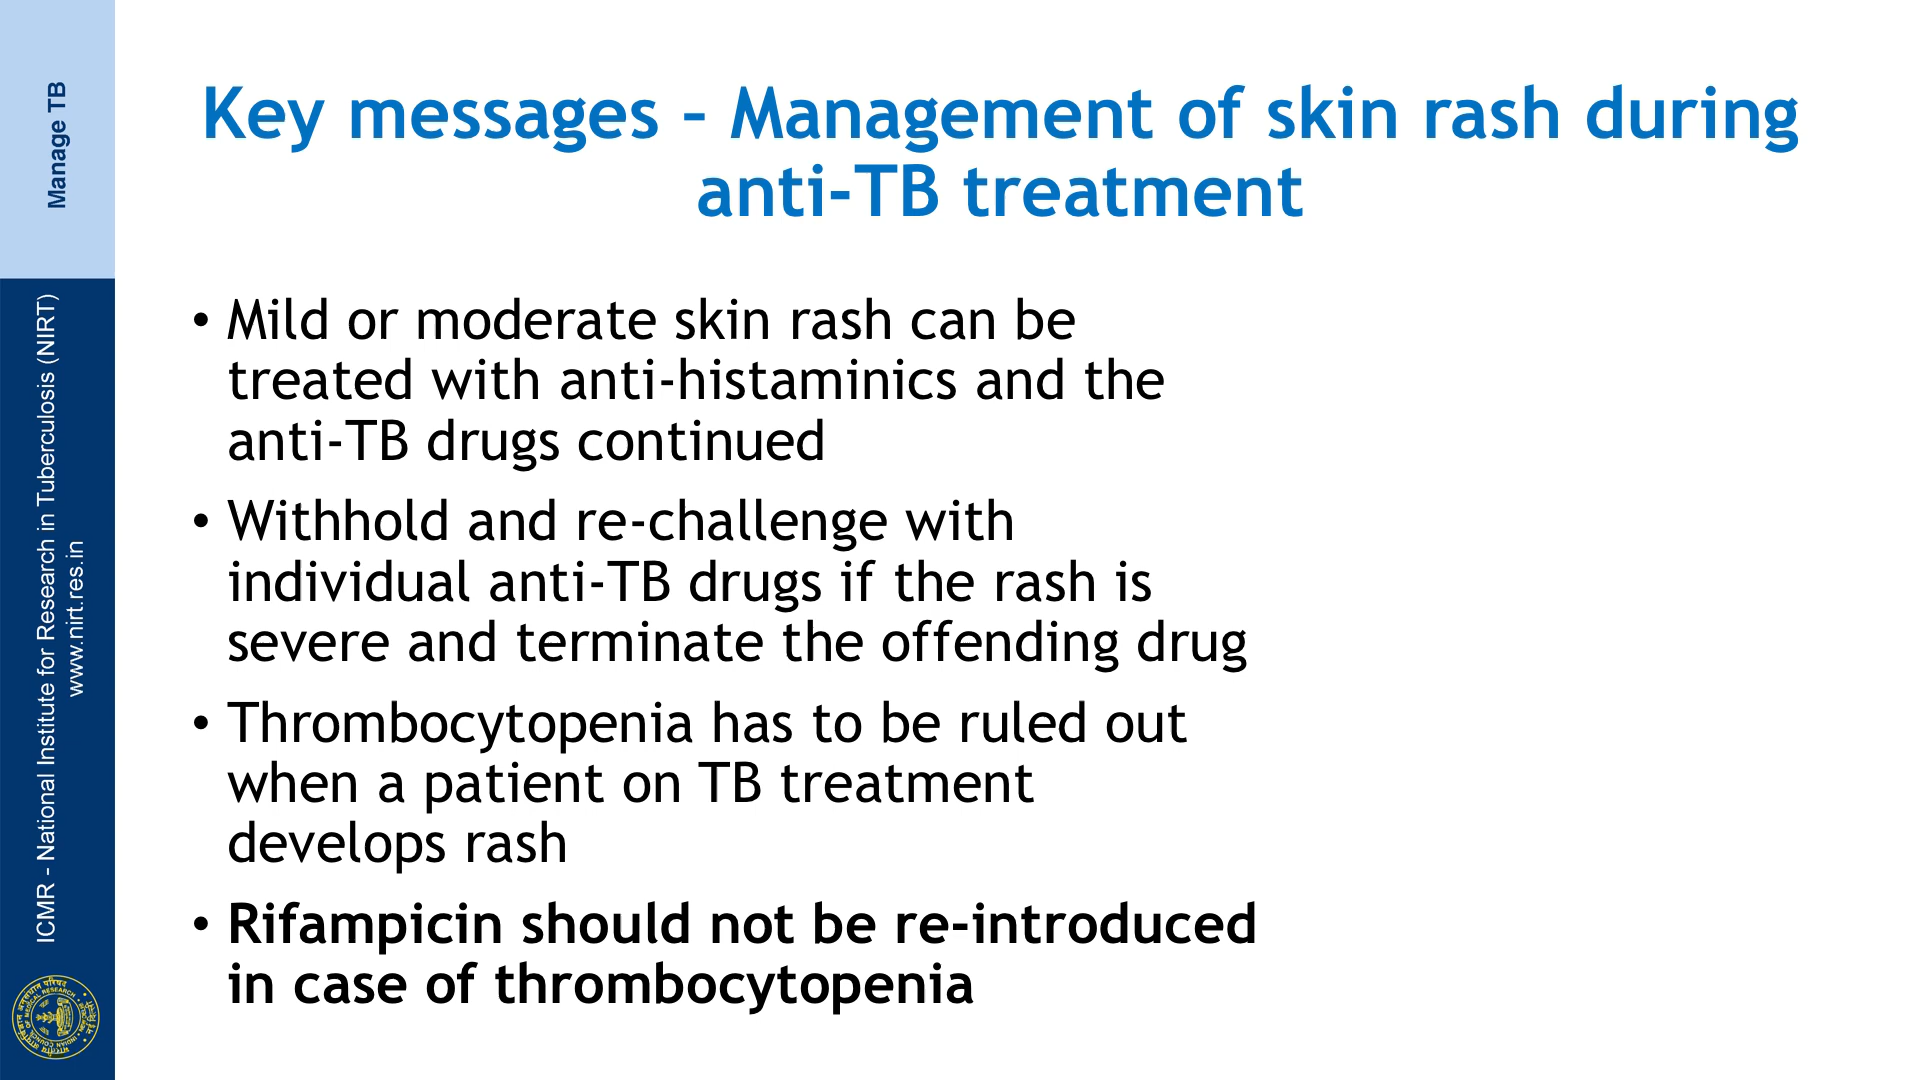 Manage TB
ICMR - National Institute for Research in Tuberculosis (NIRT)
www.nirt.res.in
Key messages – Management of skin rash during
anti-TB treatment
• Mild or moderate skin rash can be
treated with anti-histaminics and the
anti-TB drugs continued
• Withhold and re-challenge with
individual anti-TB drugs if the rash is
severe and terminate the offending drug
• Thrombocytopenia has to be ruled out
when a patient on TB treatment
develops rash
• Rifampicin should not be re-introduced
in case of thrombocytopenia